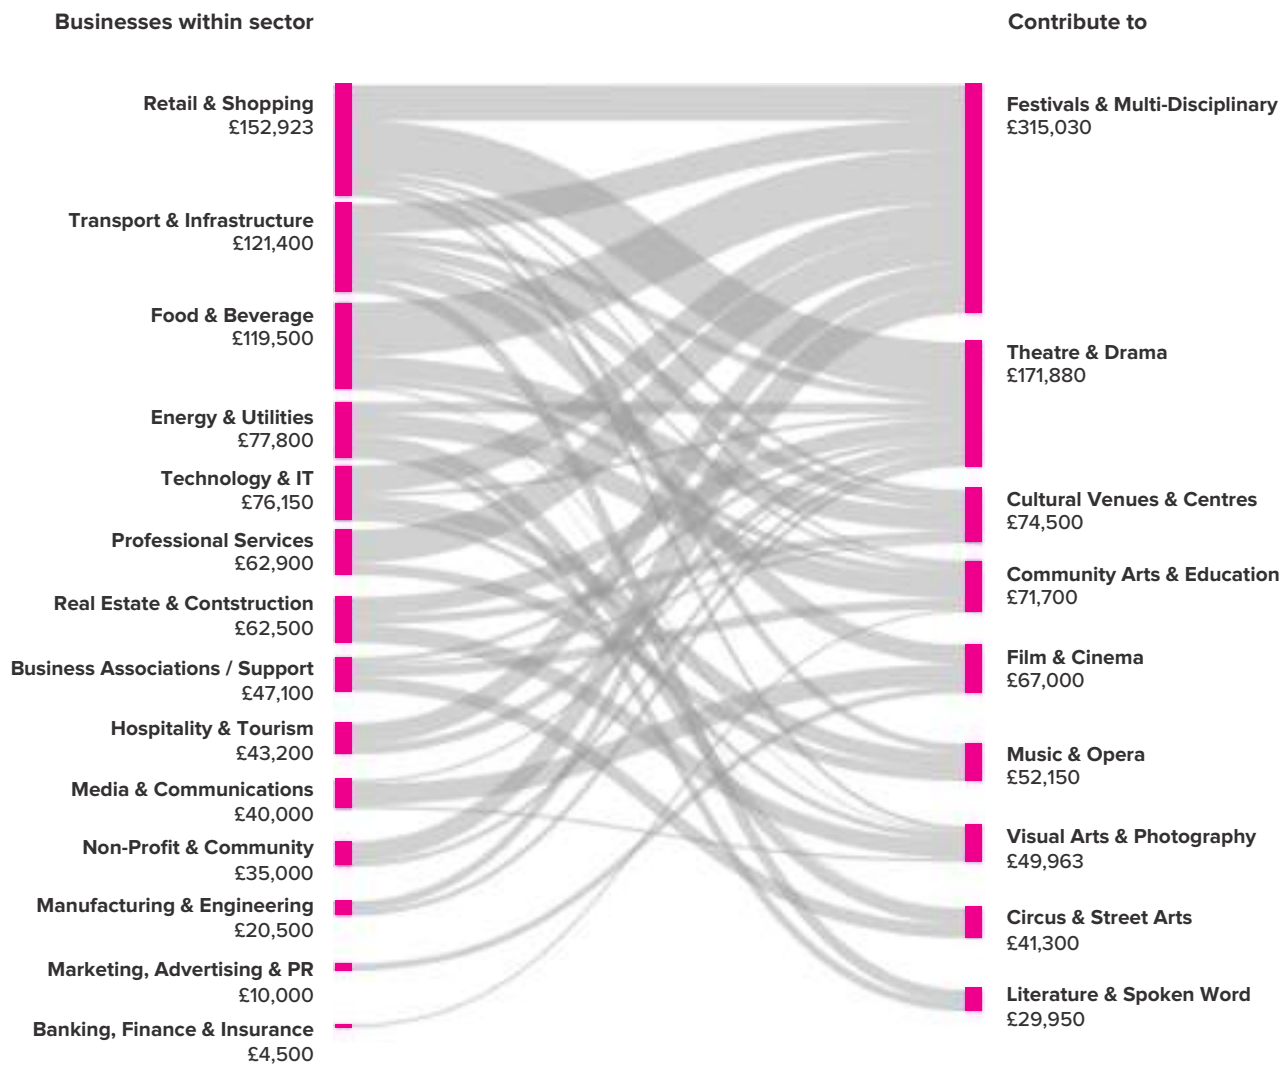 Businesses within sector
Contribute to
Retail & Shopping
£152,923
Transport & Infrastructure
£121,400
Food & Beverage
£119,500
Energy & Utilities
£77,800
Technology & IT
£76,150
Professional Services
£62,900
Real Estate & Contstruction
£62,500
Business Associations / Support
£47,100
Hospitality & Tourism
£43,200
Media & Communications
£40,000
Non-Profit & Community
£35,000
Manufacturing & Engineering
£20,500
Marketing, Advertising & PR
£10,000
Banking, Finance & Insurance
£4,500
Festivals & Multi-Disciplinary
£315,030
Theatre & Drama
£171,880
Cultural Venues & Centres
£74,500
Community Arts & Education
£71,700
Film & Cinema
£67,000
Music & Opera
£52,150
Visual Arts & Photography
£49,963
Circus & Street Arts
£41,300
Literature & Spoken Word
£29,950